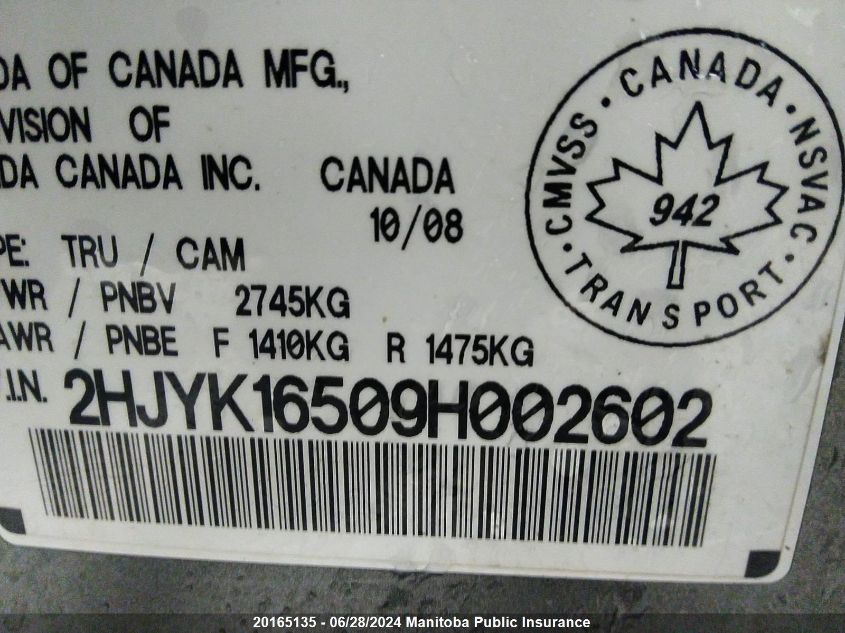 DA OF CANADA MFG.,
VISION OF
DA CANADA INC. CANADA
10/08
PE: TRU / CAM
WR / PNBV 2745KG
AWR / PNBE F 1410KG R 1475KG
V.I.N. 2HJYK16509H002602
CMVSS · CANADA · NSVAC · TRANSPORT ·
942
20165135 - 06/28/2024 Manitoba Public Insurance